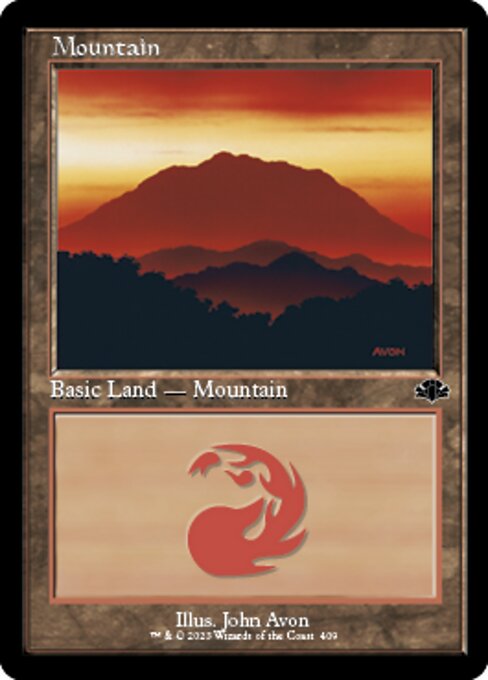 Mountain
AVON
Basic Land — Mountain
Illus. John Avon
™ & © 2023 Wizards of the Coast 409